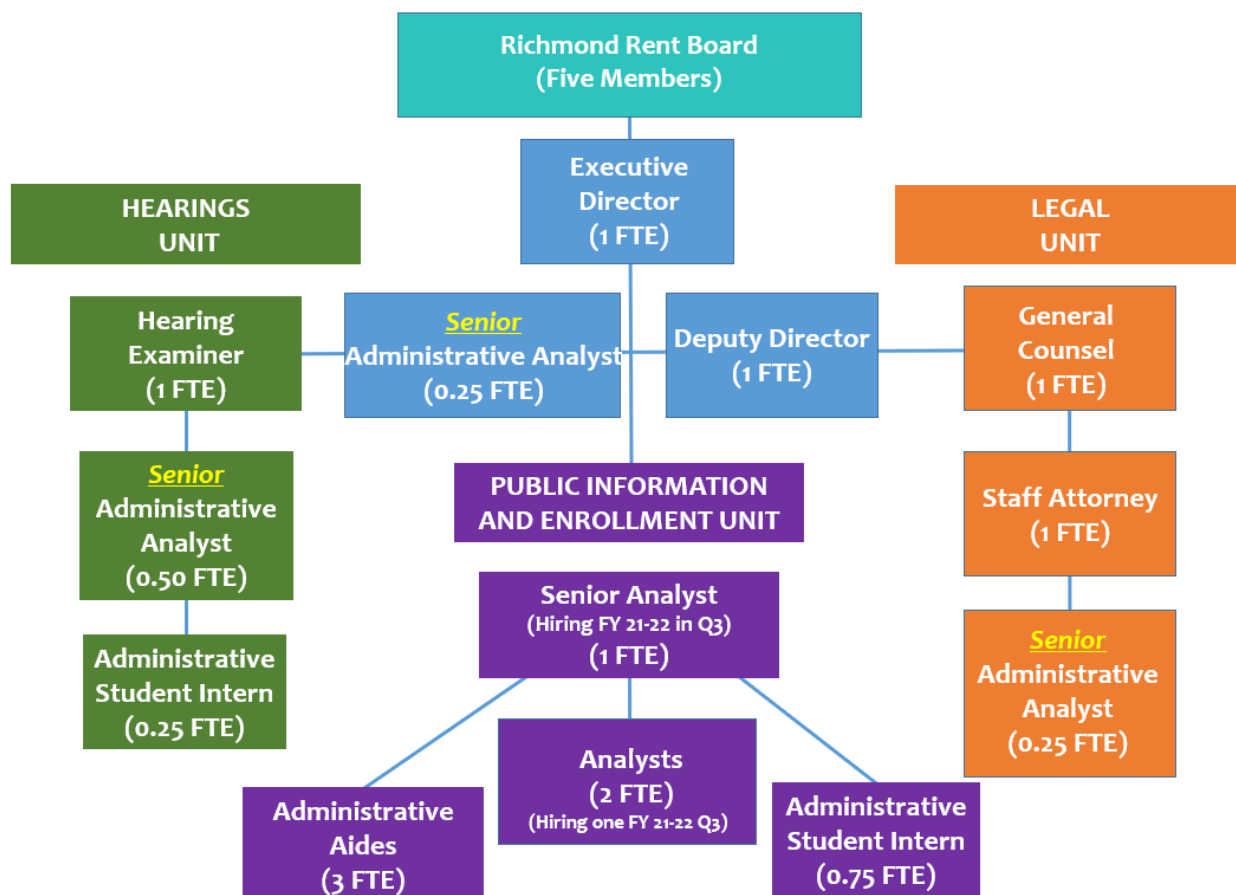 Richmond Rent Board
(Five Members)
Executive
Director
(1 FTE)
HEARINGS
UNIT
LEGAL
UNIT
Hearing
Examiner
(1 FTE)
Senior
Administrative Analyst
(0.25 FTE)
Deputy Director
(1 FTE)
General
Counsel
(1 FTE)
Senior
Administrative
Analyst
(0.50 FTE)
PUBLIC INFORMATION
AND ENROLLMENT UNIT
Staff Attorney
(1 FTE)
Administrative
Student Intern
(0.25 FTE)
Senior Analyst
(Hiring FY 21-22 in Q3)
(1 FTE)
Senior
Administrative
Analyst
(0.25 FTE)
Administrative
Aides
(3 FTE)
Analysts
(2 FTE)
(Hiring one FY 21-22 Q3)
Administrative
Student Intern
(0.75 FTE)